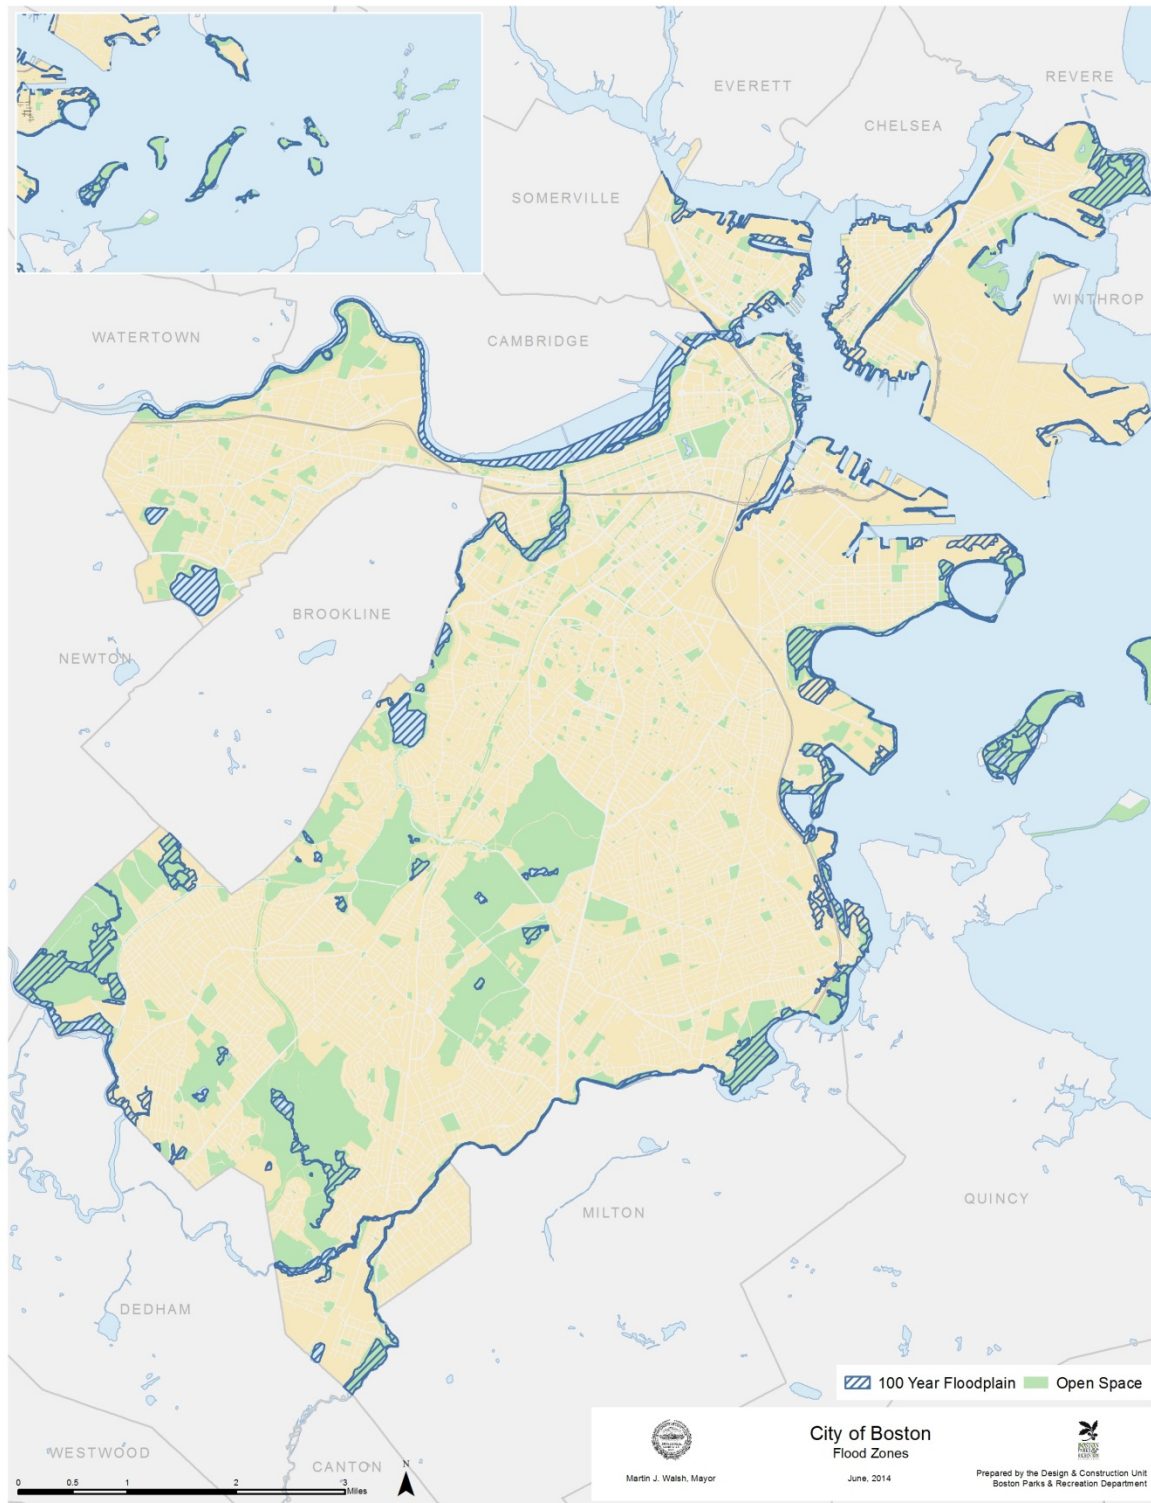 EVERETT
REVERE
CHELSEA
SOMERVILLE
WINTHROP
WATERTOWN
CAMBRIDGE
BROOKLINE
NEWTON
QUINCY
MILTON
DEDHAM
WESTWOOD
CANTON
100 Year Floodplain
Open Space
City of Boston
Flood Zones
June, 2014
Martin J. Walsh, Mayor
Prepared by the Design & Construction Unit
Boston Parks & Recreation Department
N
0 0.5 1 2 3
Miles